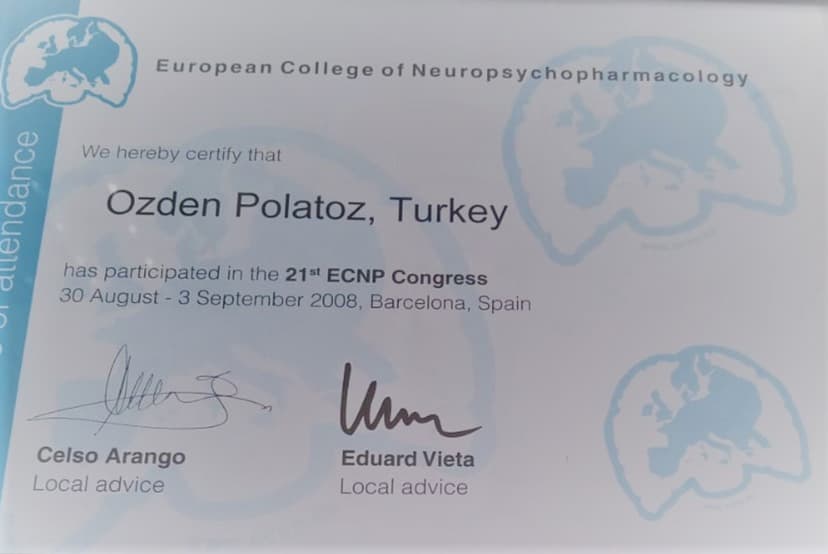 European College of Neuropsychopharmacology
We hereby certify that
Ozden Polatoz, Turkey
has participated in the 21st ECNP Congress
30 August - 3 September 2008, Barcelona, Spain
Celso Arango
Local advice
Eduard Vieta
Local advice
attendance